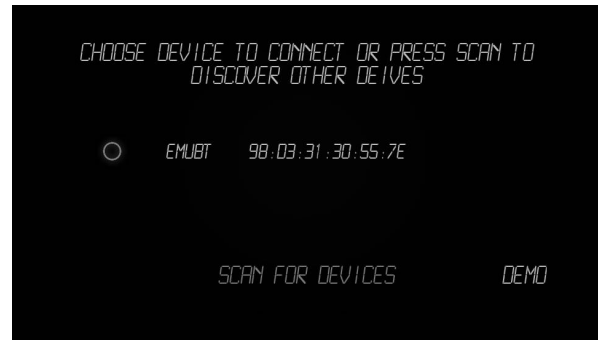 CHOOSE DEVICE TO CONNECT OR PRESS SCAN TO
DISCOVER OTHER DEIVES
EMUBT 98:03:31:30:55:7E
SCAN FOR DEVICES
DEMO